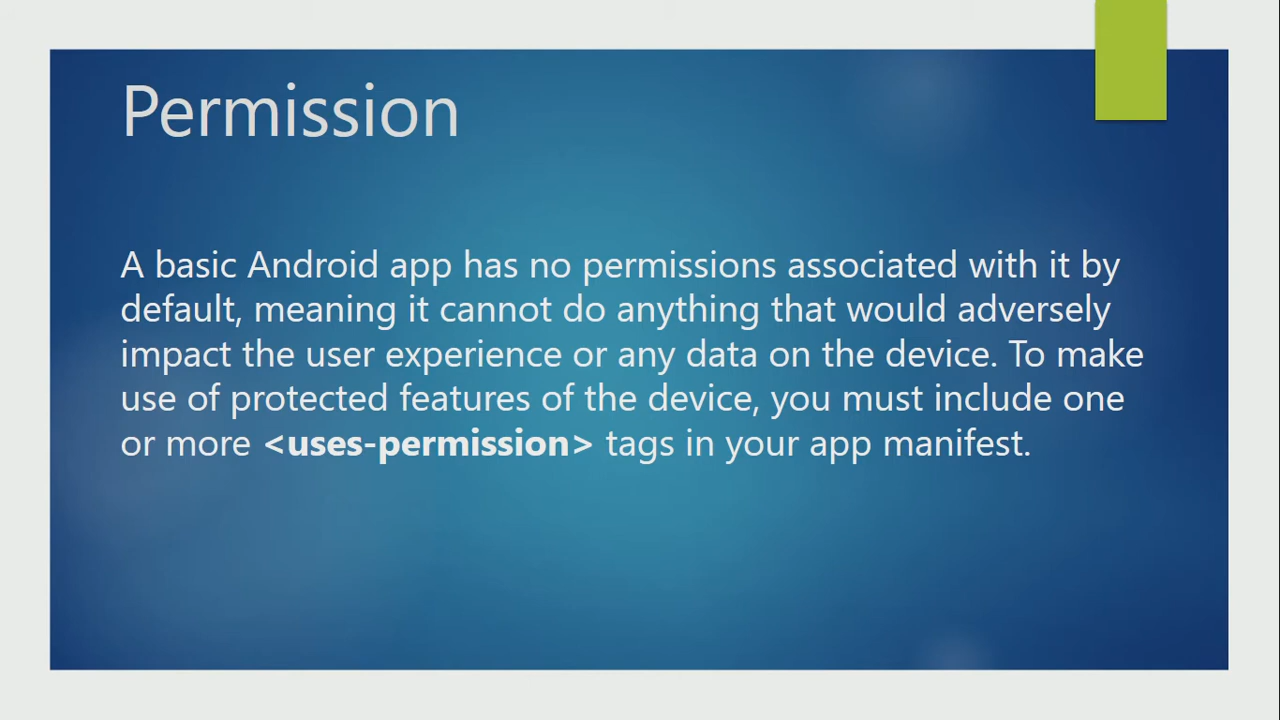 Permission
A basic Android app has no permissions associated with it by
default, meaning it cannot do anything that would adversely
impact the user experience or any data on the device. To make
use of protected features of the device, you must include one
or more <uses-permission> tags in your app manifest.